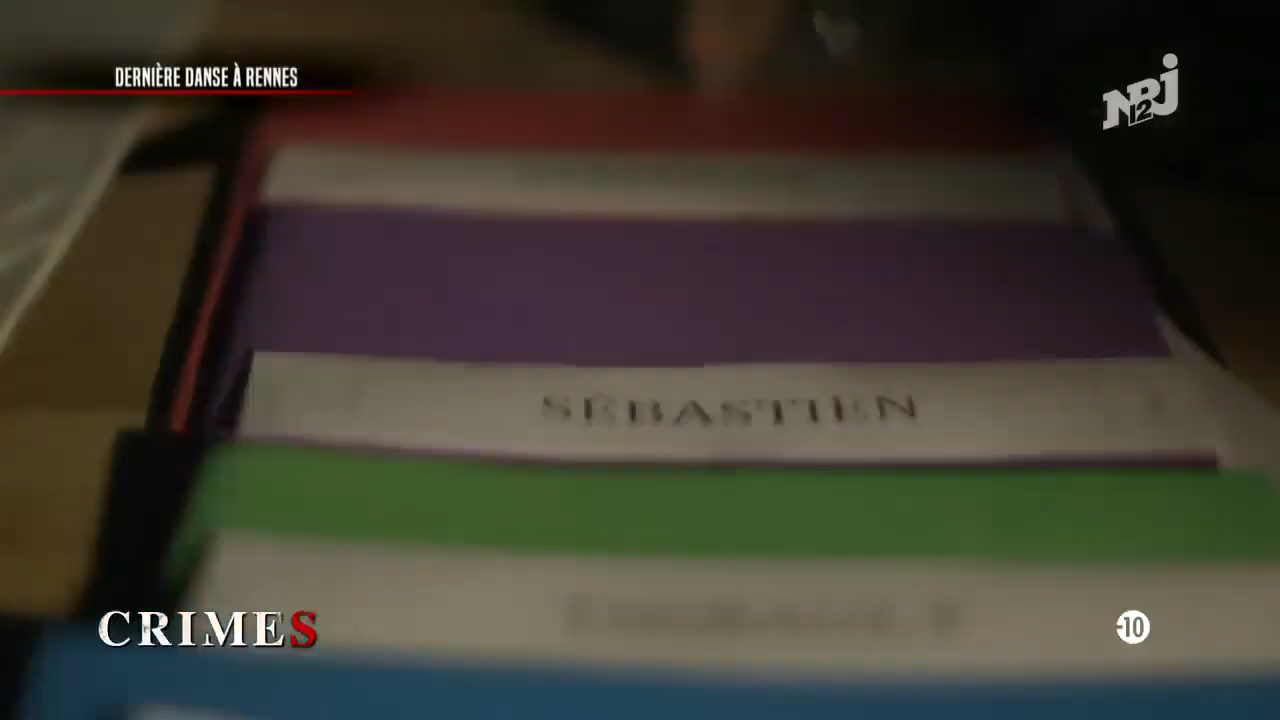 DERNIÈRE DANSE À RENNES
NRJ
12
SÉBASTIEN
CRIMES
-10